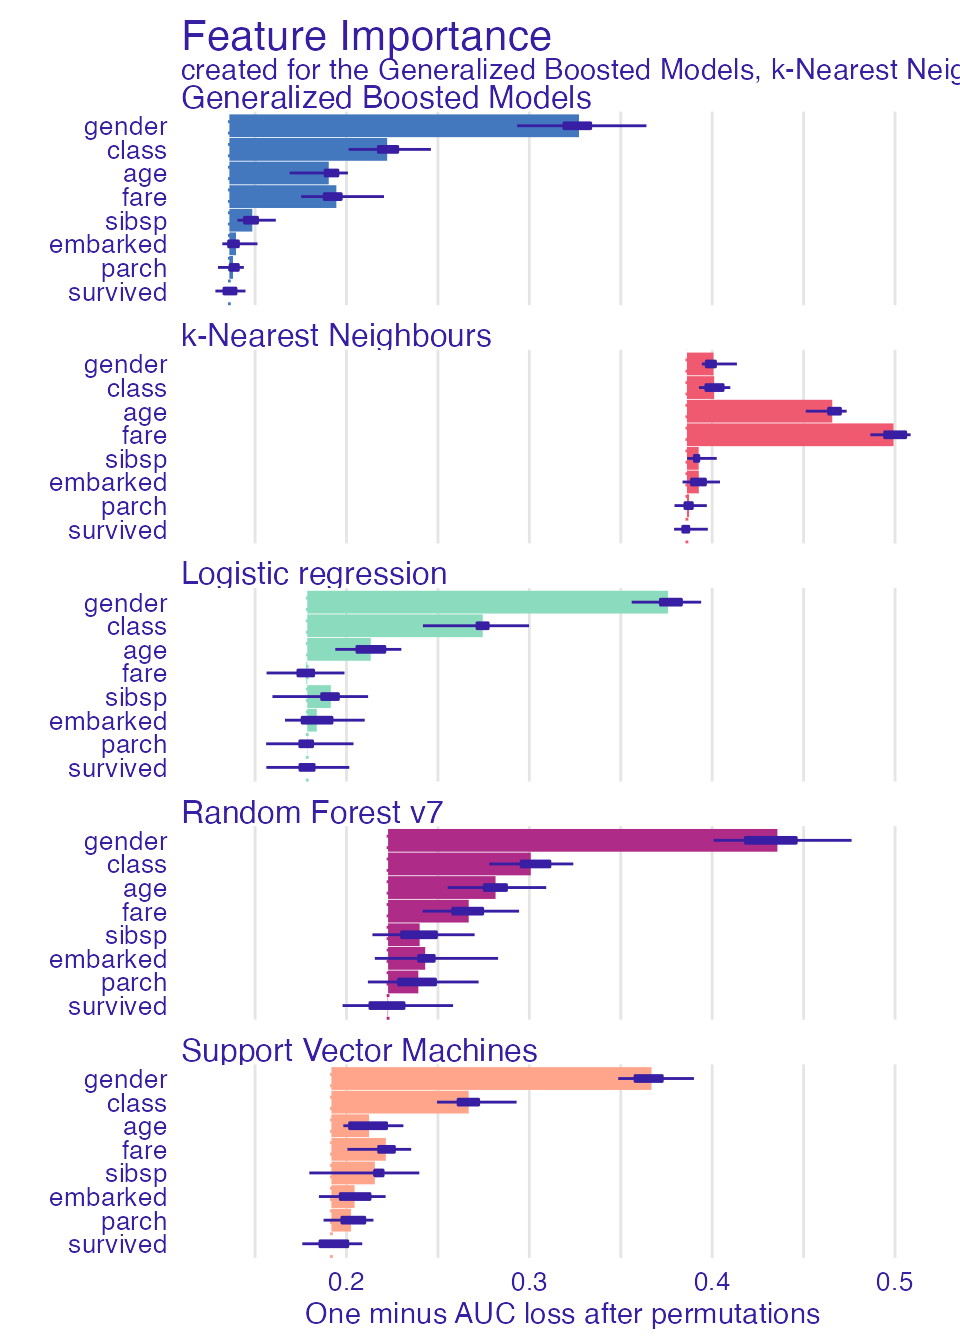 Feature Importance
created for the Generalized Boosted Models, k-Nearest Neig
Generalized Boosted Models
gender
class
age
fare
sibsp
embarked
parch
survived
k-Nearest Neighbours
gender
class
age
fare
sibsp
embarked
parch
survived
Logistic regression
gender
class
age
fare
sibsp
embarked
parch
survived
Random Forest v7
gender
class
age
fare
sibsp
embarked
parch
survived
Support Vector Machines
gender
class
age
fare
sibsp
embarked
parch
survived
0.2 0.3 0.4 0.5
One minus AUC loss after permutations